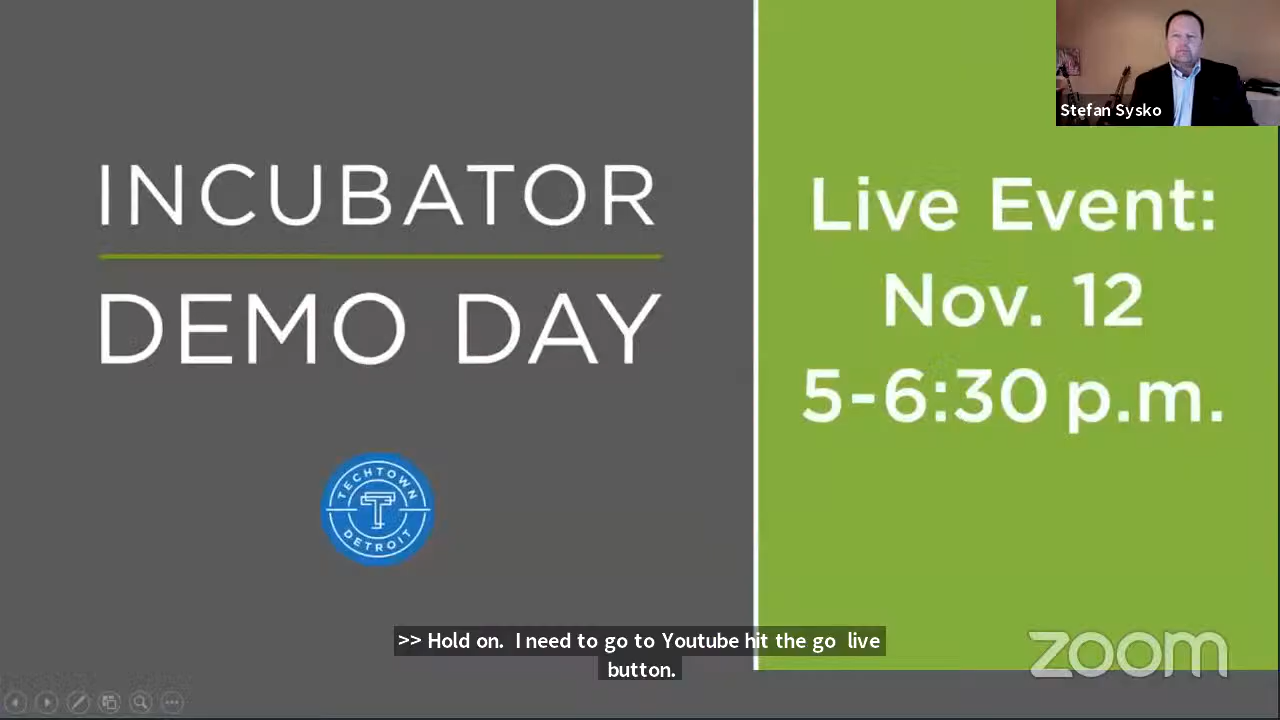 INCUBATOR
DEMO DAY
TECHTOWN
T
DETROIT
Live Event:
Nov. 12
5-6:30 p.m.
Stefan Sysko
>> Hold on.  I need to go to Youtube hit the go  live
button.
zoom